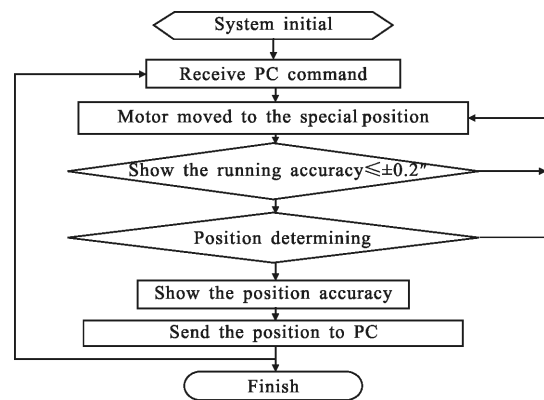 System initial
Receive PC command
Motor moved to the special position
Show the running accuracy≤±0.2″
Position determining
Show the position accuracy
Send the position to PC
Finish